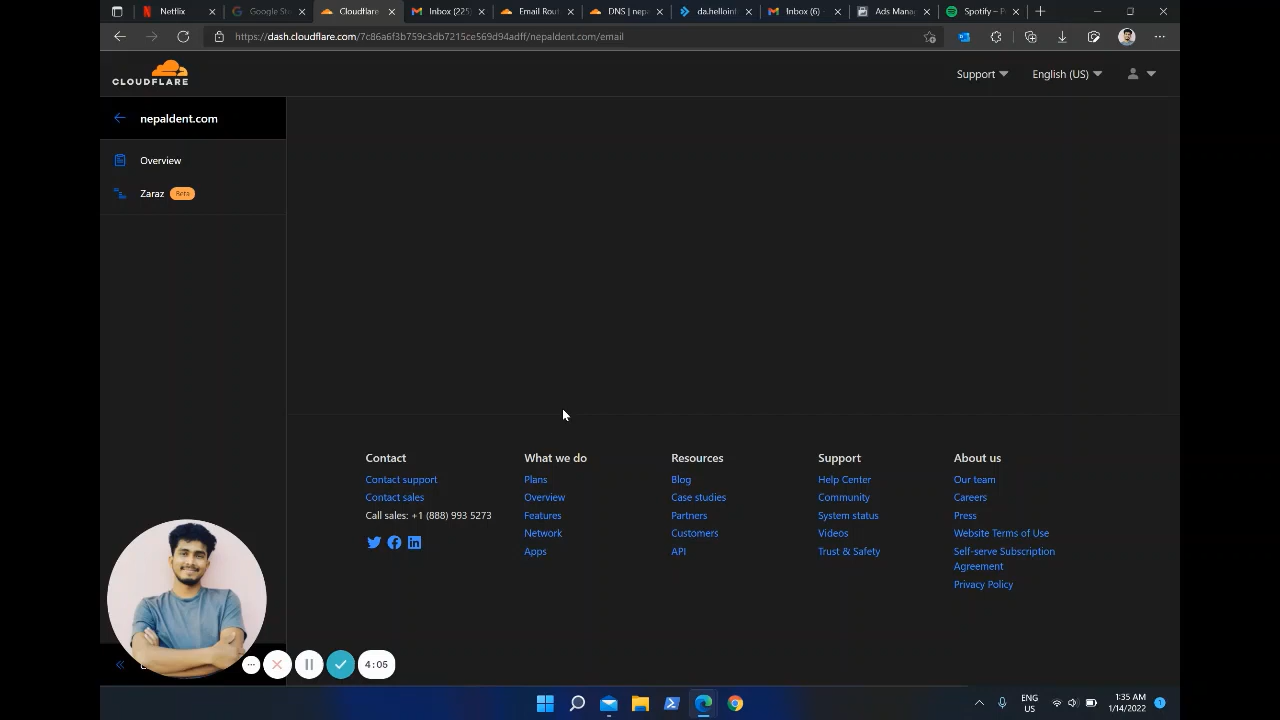 Netflix
Google St
Cloudflare
Inbox (225)
Email Rout
DNS | nepa
da.helloint
Inbox (6)
Ads Mana
Spotify – P
https://dash.cloudflare.com/7c86a6f3b759c3db7215ce569d94adff/nepaldent.com/email
CLOUDFLARE
Support
English (US)
nepaldent.com
Overview
Zaraz Beta
Contact
Contact support
Contact sales
Call sales: +1 (888) 993 5273
What we do
Plans
Overview
Features
Network
Apps
Resources
Blog
Case studies
Partners
Customers
API
Support
Help Center
Community
System status
Videos
Trust & Safety
About us
Our team
Careers
Press
Website Terms of Use
Self-serve Subscription
Agreement
Privacy Policy
4:05
ENG
US
1:35 AM
1/14/2022
1